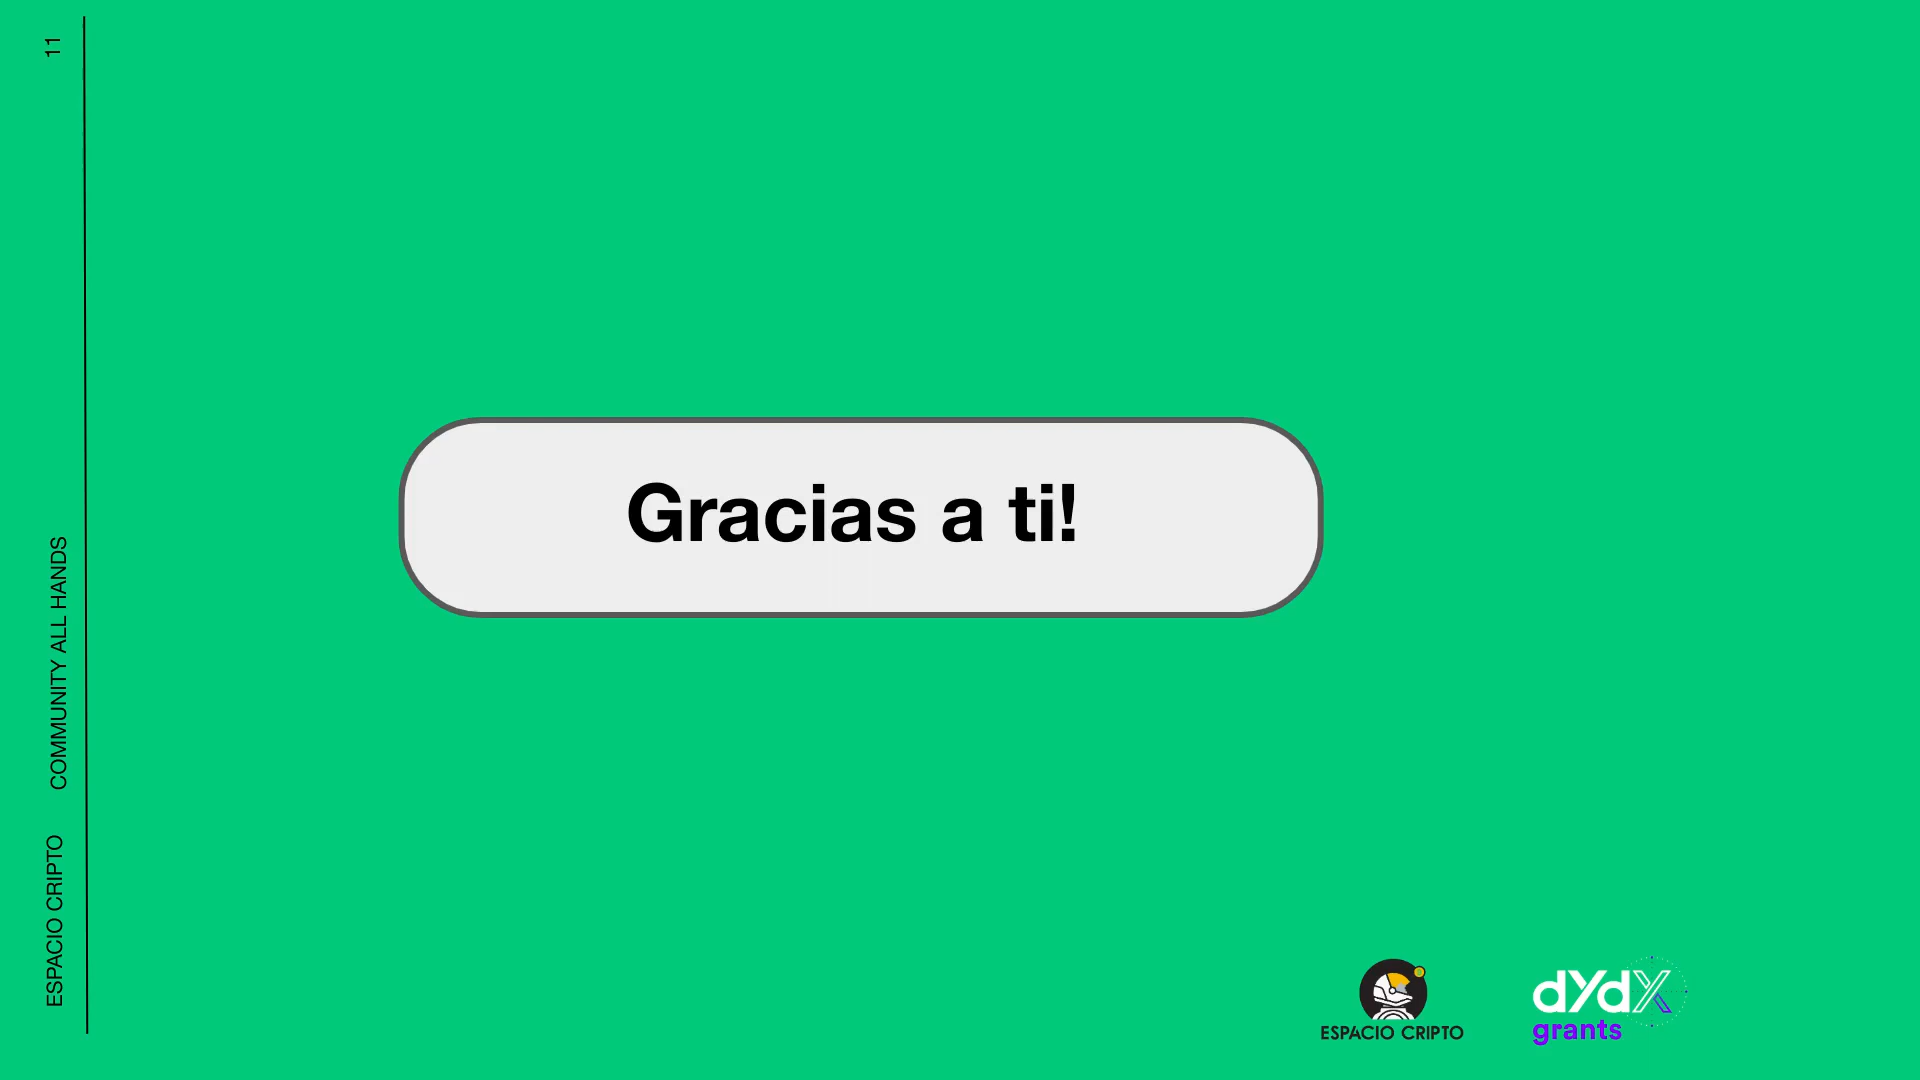 11
COMMUNITY ALL HANDS
ESPACIO CRIPTO
Gracias a ti!
ESPACIO CRIPTO
dYdX
grants